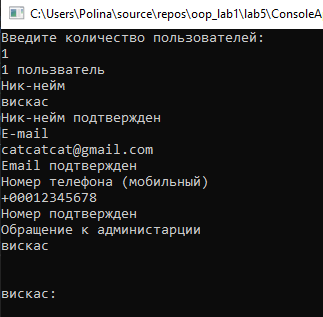 C:\Users\Polina\source\repos\oop_lab1\lab5\ConsoleA
Введите количество пользователей:
1
1 пользватель
Ник-нейм
вискас
Ник-нейм подтвержден
E-mail
catcatcat@gmail.com
Email подтвержден
Номер телефона (мобильный)
+00012345678
Номер подтвержден
Обращение к администарции
вискас
вискас: